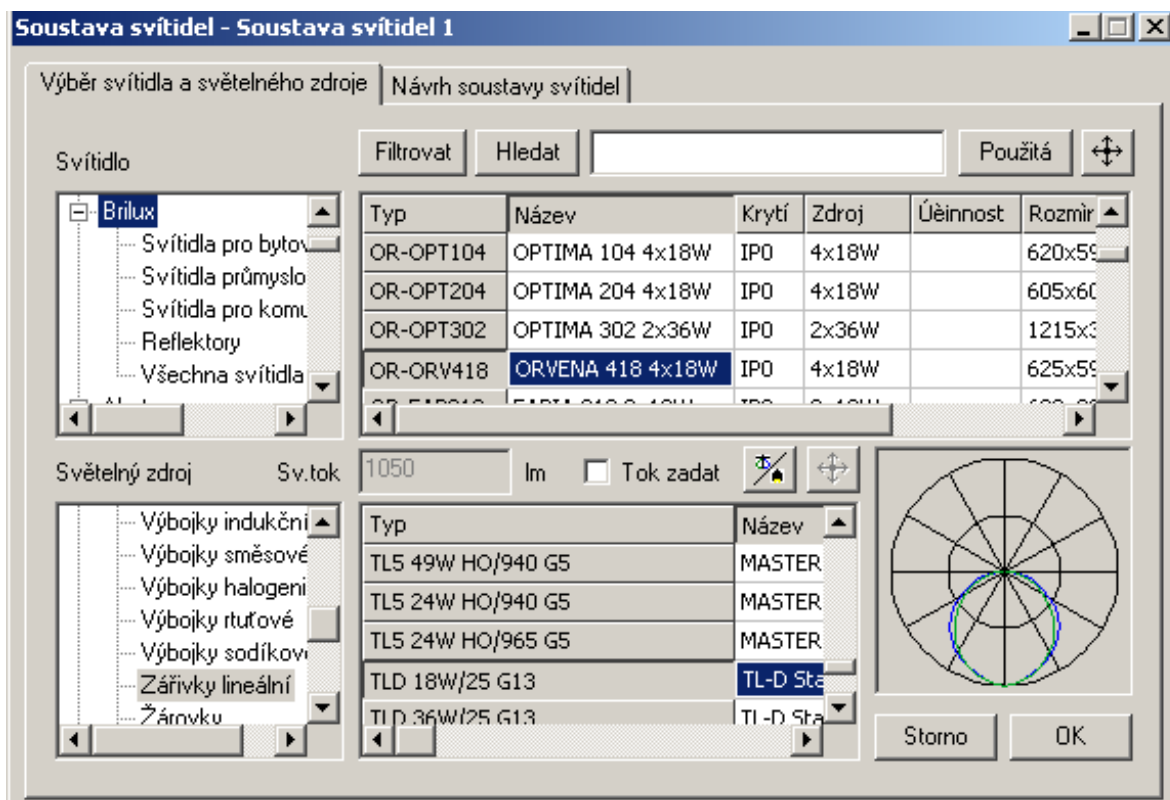 Soustava svítidel - Soustava svítidel 1
Výběr svítidla a světelného zdroje Návrh soustavy svítidel
Svítidlo Filtrovat Hledat Použitá
Brilux
Svítidla pro bytov
Svítidla průmyslo
Svítidla pro komu
Reflektory
Všechna svítidla
Typ Název Krytí Zdroj Úèinnost Rozmìr
OR-OPT104 OPTIMA 104 4x18W IP0 4x18W 620x59
OR-OPT204 OPTIMA 204 4x18W IP0 4x18W 605x60
OR-OPT302 OPTIMA 302 2x36W IP0 2x36W 1215x3
OR-ORV418 ORVENA 418 4x18W IP0 4x18W 625x59
Světelný zdroj Sv.tok 1050 lm Tok zadat
Výbojky indukční
Výbojky směsové
Výbojky halogeni
Výbojky rtuťové
Výbojky sodíkov
Zářivky lineální
Žárovky
Typ Název
TL5 49W HO/940 G5 MASTER
TL5 24W HO/940 G5 MASTER
TL5 24W HO/965 G5 MASTER
TLD 18W/25 G13 TL-D Sta
TLD 36W/25 G13 TL-D Sta
Storno OK